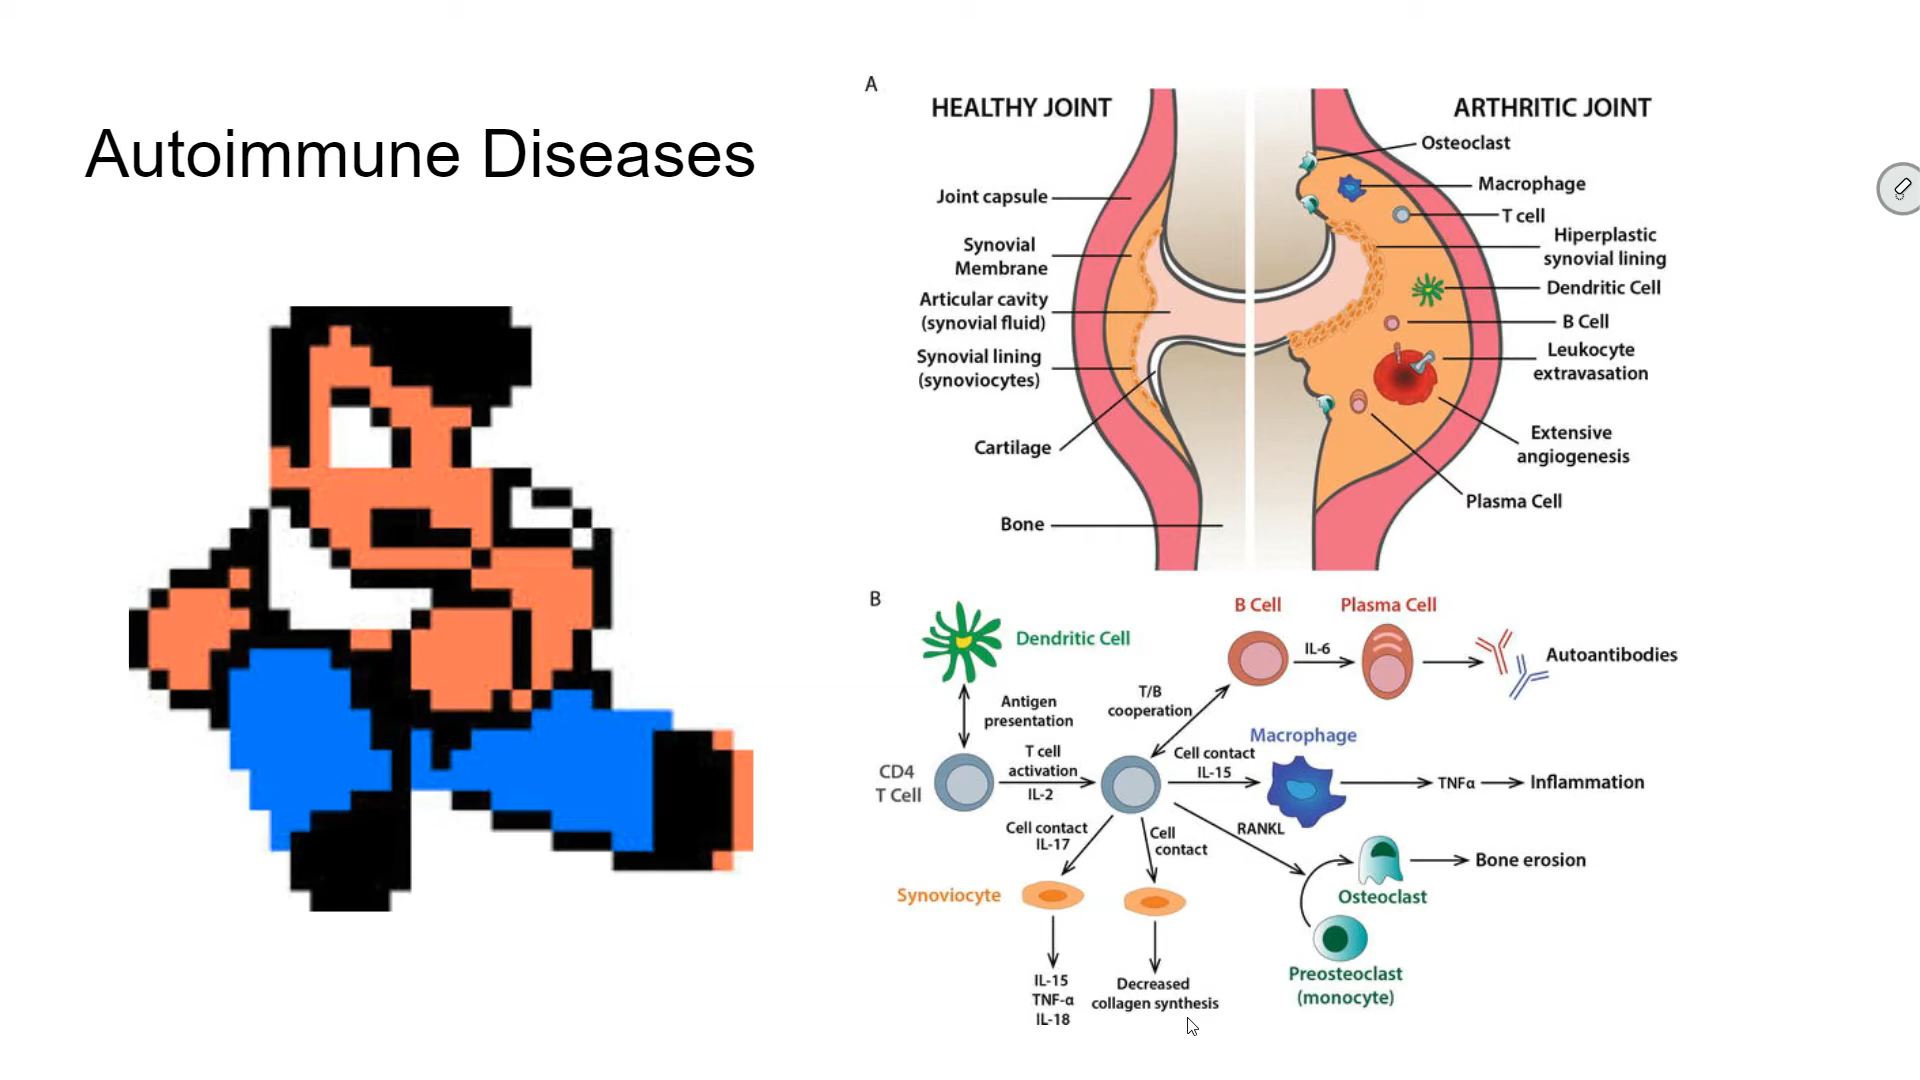 Autoimmune Diseases
A
HEALTHY JOINT
ARTHRITIC JOINT
Joint capsule
Synovial
Membrane
Articular cavity
(synovial fluid)
Synovial lining
(synoviocytes)
Cartilage
Bone
Osteoclast
Macrophage
T cell
Hiperplastic
synovial lining
Dendritic Cell
B Cell
Leukocyte
extravasation
Extensive
angiogenesis
Plasma Cell
B
Dendritic Cell
Antigen
presentation
CD4
T Cell
T cell
activation
IL-2
T/B
cooperation
B Cell
IL-6
Plasma Cell
Autoantibodies
Cell contact
IL-15
Macrophage
TNFα
Inflammation
Cell contact
IL-17
Cell
contact
RANKL
Osteoclast
Bone erosion
Preosteoclast
(monocyte)
Synoviocyte
IL-15
TNF-α
IL-18
Decreased
collagen synthesis